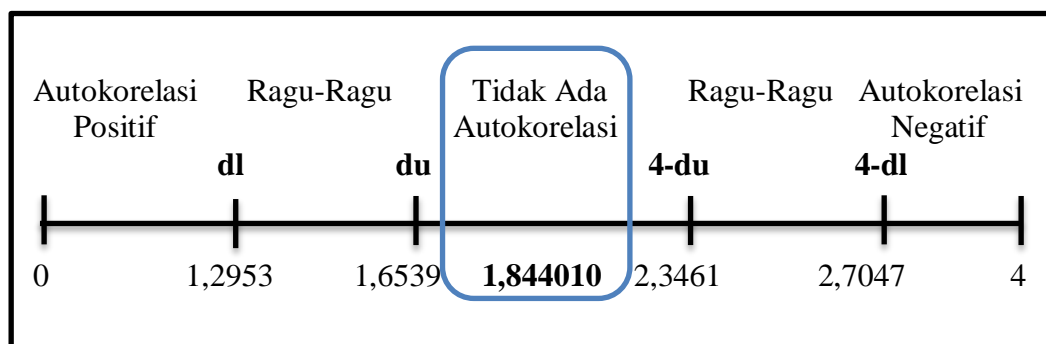 Autokorelasi Positif
Ragu-Ragu
Tidak Ada Autokorelasi
Ragu-Ragu
Autokorelasi Negatif
dl du 4-du 4-dl
0 1,2953 1,6539 1,844010 2,3461 2,7047 4